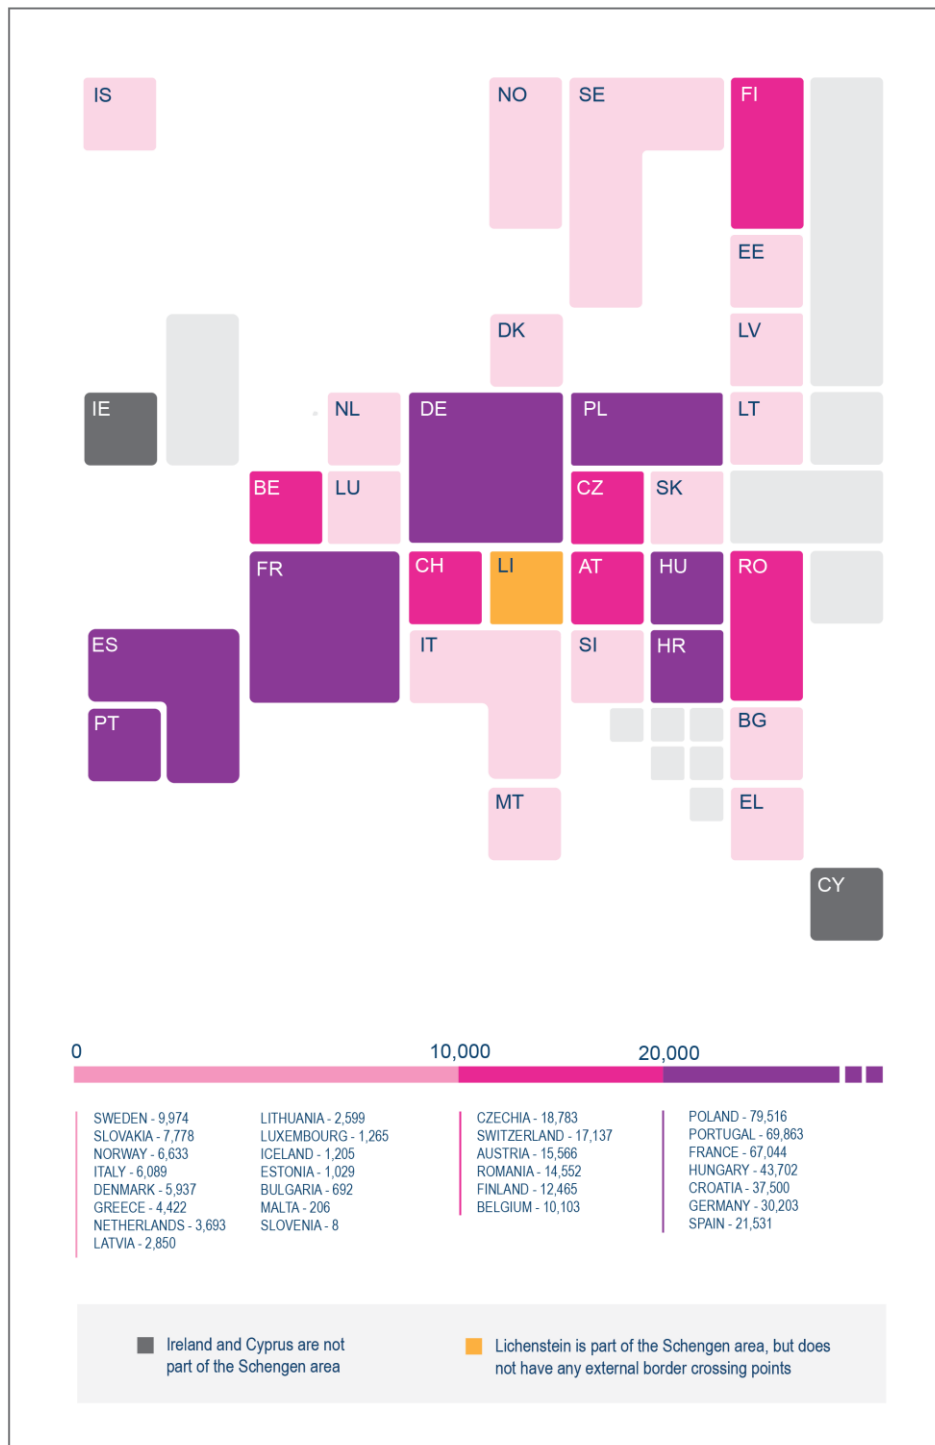 IS
NO
SE
FI
EE
DK
LV
IE
NL
DE
PL
LT
BE
LU
CZ
SK
FR
CH
LI
AT
HU
RO
ES
IT
SI
HR
PT
BG
MT
EL
CY
0
10,000
20,000
SWEDEN - 9,974
SLOVAKIA - 7,778
NORWAY - 6,633
ITALY - 6,089
DENMARK - 5,937
GREECE - 4,422
NETHERLANDS - 3,693
LATVIA - 2,850
LITHUANIA - 2,599
LUXEMBOURG - 1,265
ICELAND - 1,205
ESTONIA - 1,029
BULGARIA - 692
MALTA - 206
SLOVENIA - 8
CZECHIA - 18,783
SWITZERLAND - 17,137
AUSTRIA - 15,566
ROMANIA - 14,552
FINLAND - 12,465
BELGIUM - 10,103
POLAND - 79,516
PORTUGAL - 69,863
FRANCE - 67,044
HUNGARY - 43,702
CROATIA - 37,500
GERMANY - 30,203
SPAIN - 21,531
Ireland and Cyprus are not
part of the Schengen area
Lichenstein is part of the Schengen area, but does
not have any external border crossing points